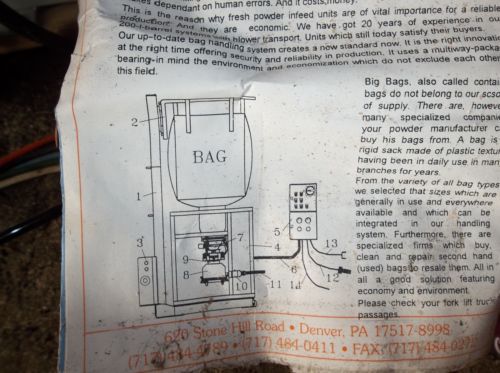 dependant on human errors. And it costs money.
This is the reason why fresh powder infeed units are of vital importance for a reliable
production. And they are economic. We have got 20 years of experience in
200-l-barrel systems with blower transport. Units which still today satisfy their buyers.
Our up-to-date bag handling system creates a new standard now. It is the right
at the right time offering security and reliability in production. It uses a
bearing-in mind the environment and economization which do not exclude each other
this field.
Big Bags, also called
bags do not belong to our
of supply. There are,
many specialized
your powder manufacturer
buy his bags from. A bag is
rigid sack made of plastic
having been in daily use in
branches for years.
From the variety of all bag types
we selected that sizes which are
generally in use and everywhere
available and which can be
integrated in our handling
system. Furthermore, there are
specialized firms which buy,
clean and repair second hand
(used) bags to resale them. All in
all a good solution featuring
economy and environment.
Please check your fork lift truck
passages.
2
BAG
1
3
7
4
9
8
10
11
5
6
13
12
14
620 Stone Hill Road • Denver, PA 17517-8998
(717) 484-4789 • (717) 484-0411 • FAX: (717) 484-